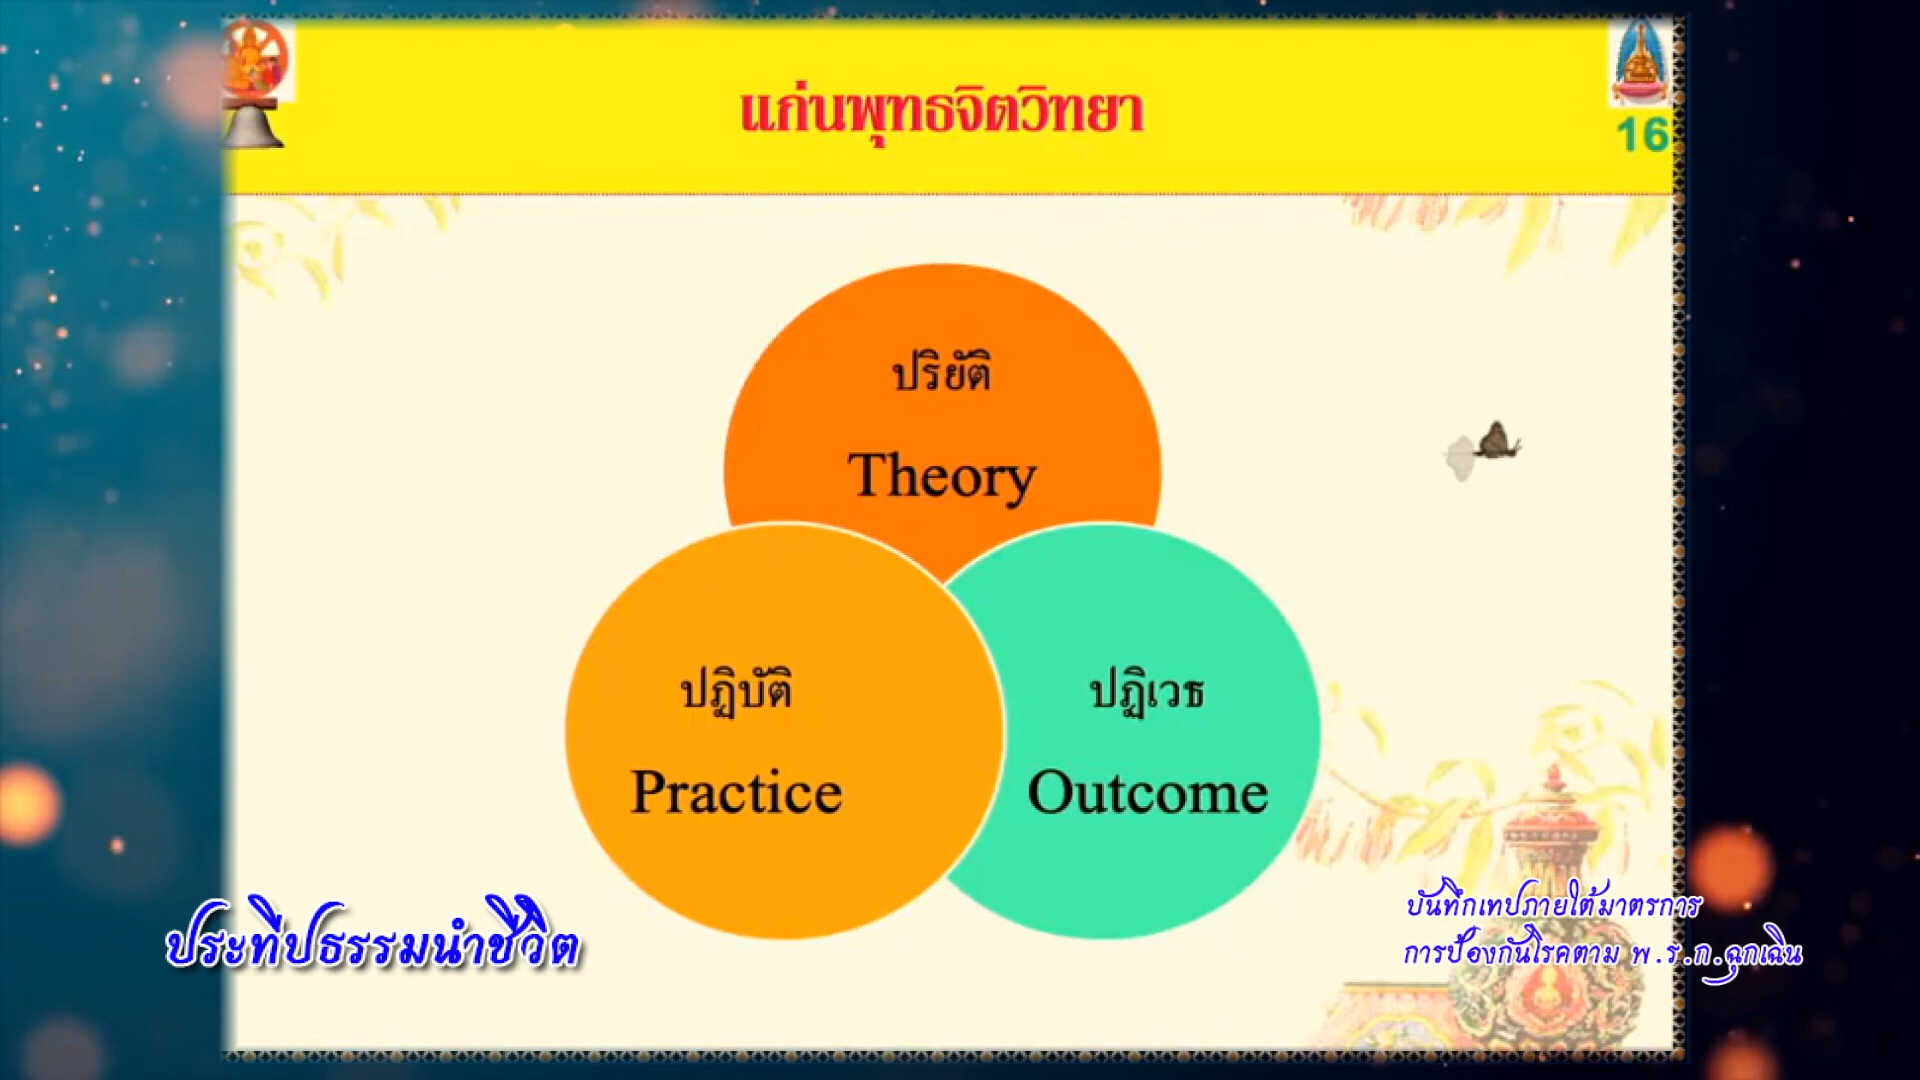 แก่นพุทธจิตวิทยา
16
ปริยัติ
Theory
ปฏิบัติ
Practice
ปฏิเวธ
Outcome
ประทีปธรรมนำชีวิต
บันทึกเทปภายใต้มาตรการ
การป้องกันโรคตาม พ.ร.ก.ฉุกเฉิน